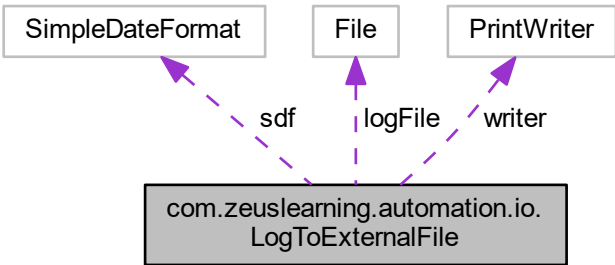 SimpleDateFormat
File
PrintWriter
sdf
logFile
writer
com.zeuslearning.automation.io.
LogToExternalFile